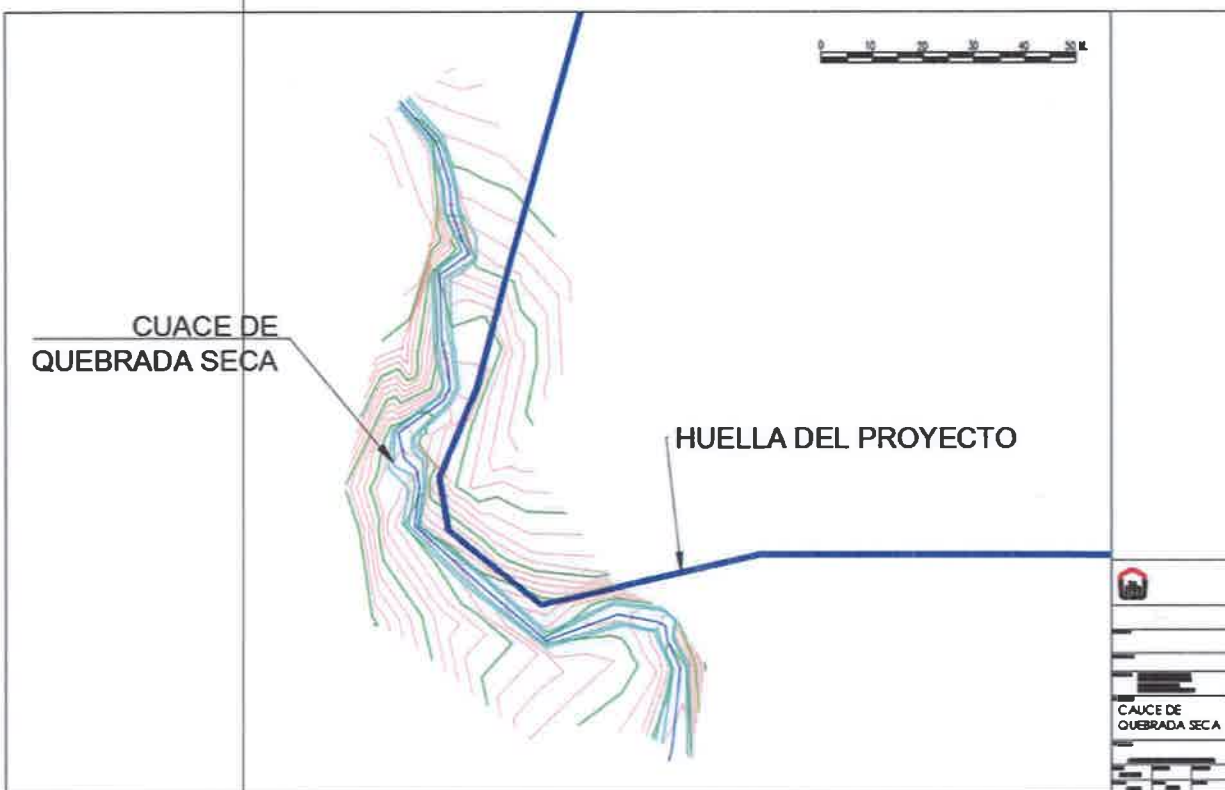 0 10 20 30 40 50 M.
CUACE DE
QUEBRADA SECA
HUELLA DEL PROYECTO
CAUCE DE
QUEBRADA SECA